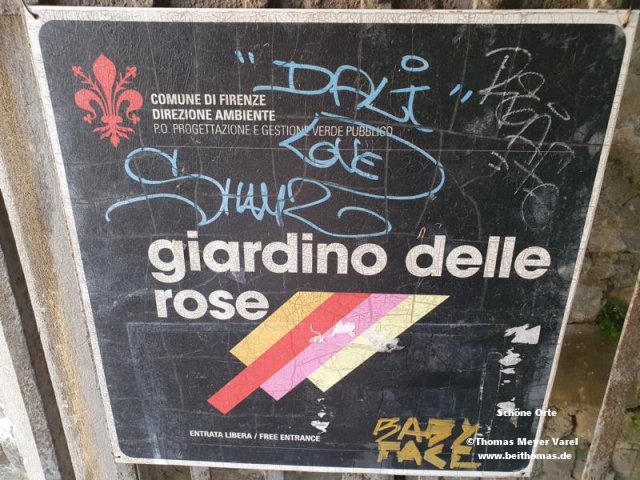 "DALI"
COMUNE DI FIRENZE
DIREZIONE AMBIENTE
P.O. PROGETTAZIONE E GESTIONE VERDE PUBBLICO
LOVE
giardino delle
rose
ENTRATA LIBERA / FREE ENTRANCE
BABY
FACE
Schöne Orte
©Thomas Meyer Varel
www.beithomas.de